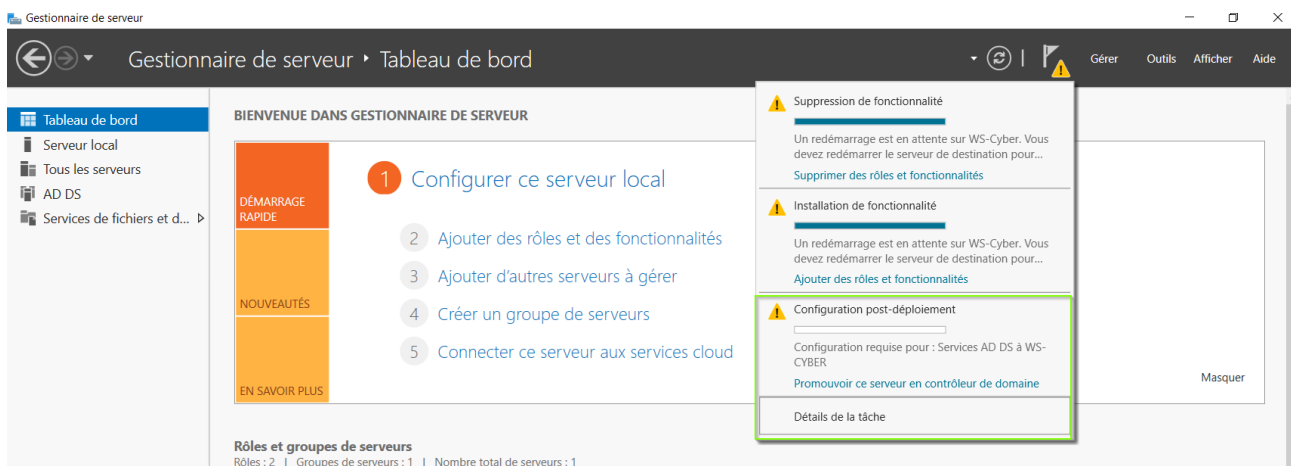 Gestionnaire de serveur
Gestionnaire de serveur ‣ Tableau de bord
Gérer
Outils
Afficher
Aide
Tableau de bord
Serveur local
Tous les serveurs
AD DS
Services de fichiers et d...
BIENVENUE DANS GESTIONNAIRE DE SERVEUR
DÉMARRAGE
RAPIDE
NOUVEAUTÉS
EN SAVOIR PLUS
1 Configurer ce serveur local
2 Ajouter des rôles et des fonctionnalités
3 Ajouter d'autres serveurs à gérer
4 Créer un groupe de serveurs
5 Connecter ce serveur aux services cloud
Suppression de fonctionnalité
Un redémarrage est en attente sur WS-Cyber. Vous
devez redémarrer le serveur de destination pour...
Supprimer des rôles et fonctionnalités
Installation de fonctionnalité
Un redémarrage est en attente sur WS-Cyber. Vous
devez redémarrer le serveur de destination pour...
Ajouter des rôles et fonctionnalités
Configuration post-déploiement
Configuration requise pour : Services AD DS à WS-
CYBER
Promouvoir ce serveur en contrôleur de domaine
Détails de la tâche
Masquer
Rôles et groupes de serveurs
Rôles : 2 | Groupes de serveurs : 1 | Nombre total de serveurs : 1